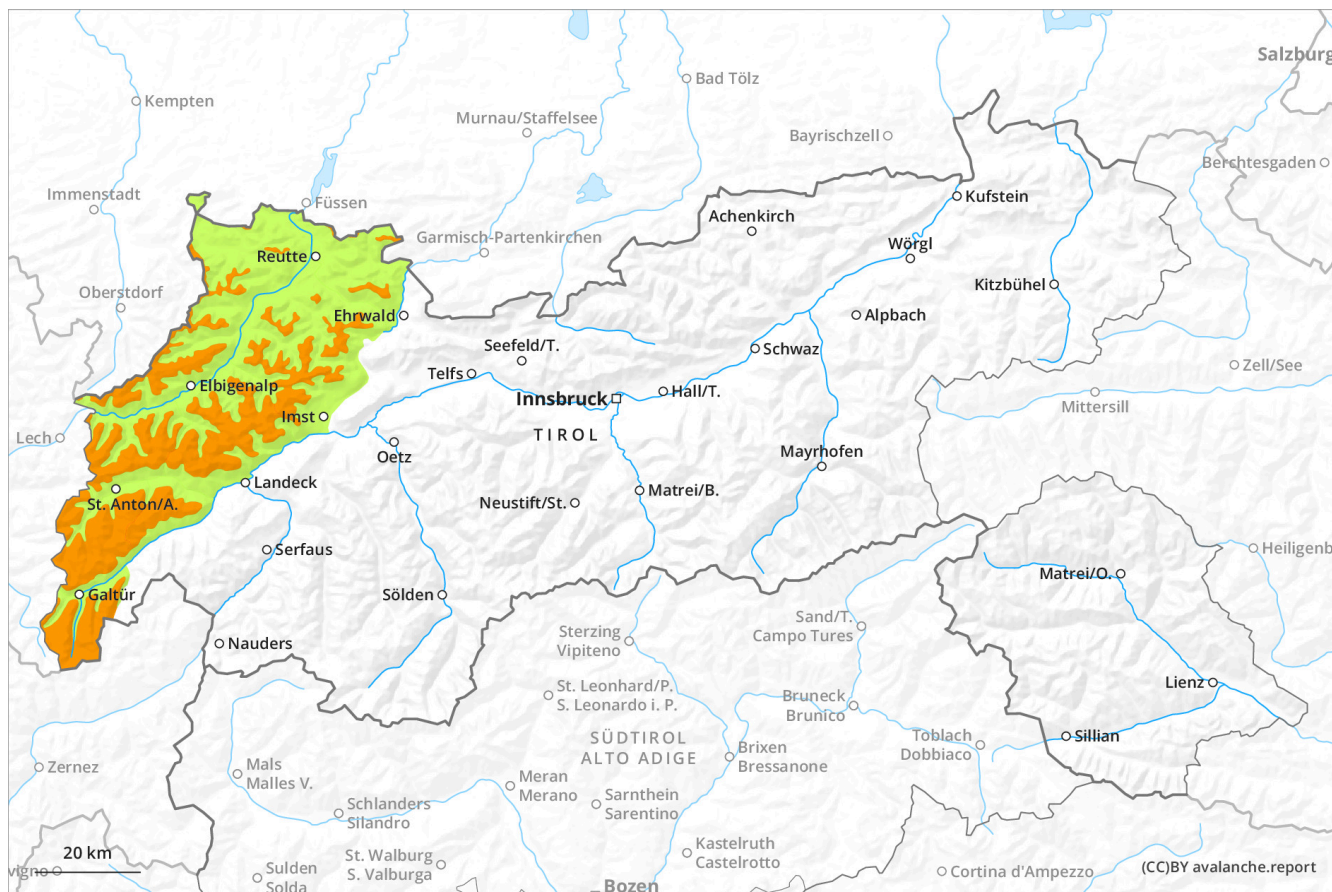 Salzburg
Bad Tölz
Kempten
Murnau/Staffelsee
Bayrischzell
Berchtesgaden
Immenstadt
Füssen
Kufstein
Achenkirch
Garmisch-Partenkirchen
Wörgl
Reutte
Kitzbühel
Oberstdorf
Ehrwald
Alpbach
Seefeld/T.
Schwaz
Zell/See
Telfs
Elbigenalp
Hall/T.
Innsbruck
Mittersill
Imst
TIROL
Lech
Oetz
Mayrhofen
Landeck
Matrei/B.
St. Anton/A.
Neustift/St.
Serfaus
Heiligenb
Matrei/O.
Galtür
Sölden
Sand/T.
Campo Tures
Sterzing
Vipiteno
Nauders
Lienz
St. Leonhard/P.
S. Leonardo i. P.
Bruneck
Brunico
Sillian
SÜDTIROL
ALTO ADIGE
Toblach
Dobbiaco
Brixen
Bressanone
Zernez
Mals
Malles V.
Meran
Merano
Sarnthein
Sarentino
Schlanders
Silandro
Kastelruth
Castelrotto
20 km
St. Walburg
S. Valburga
vigno
Sulden
Solda
Cortina d'Ampezzo
(CC)BY avalanche.report
Bozen